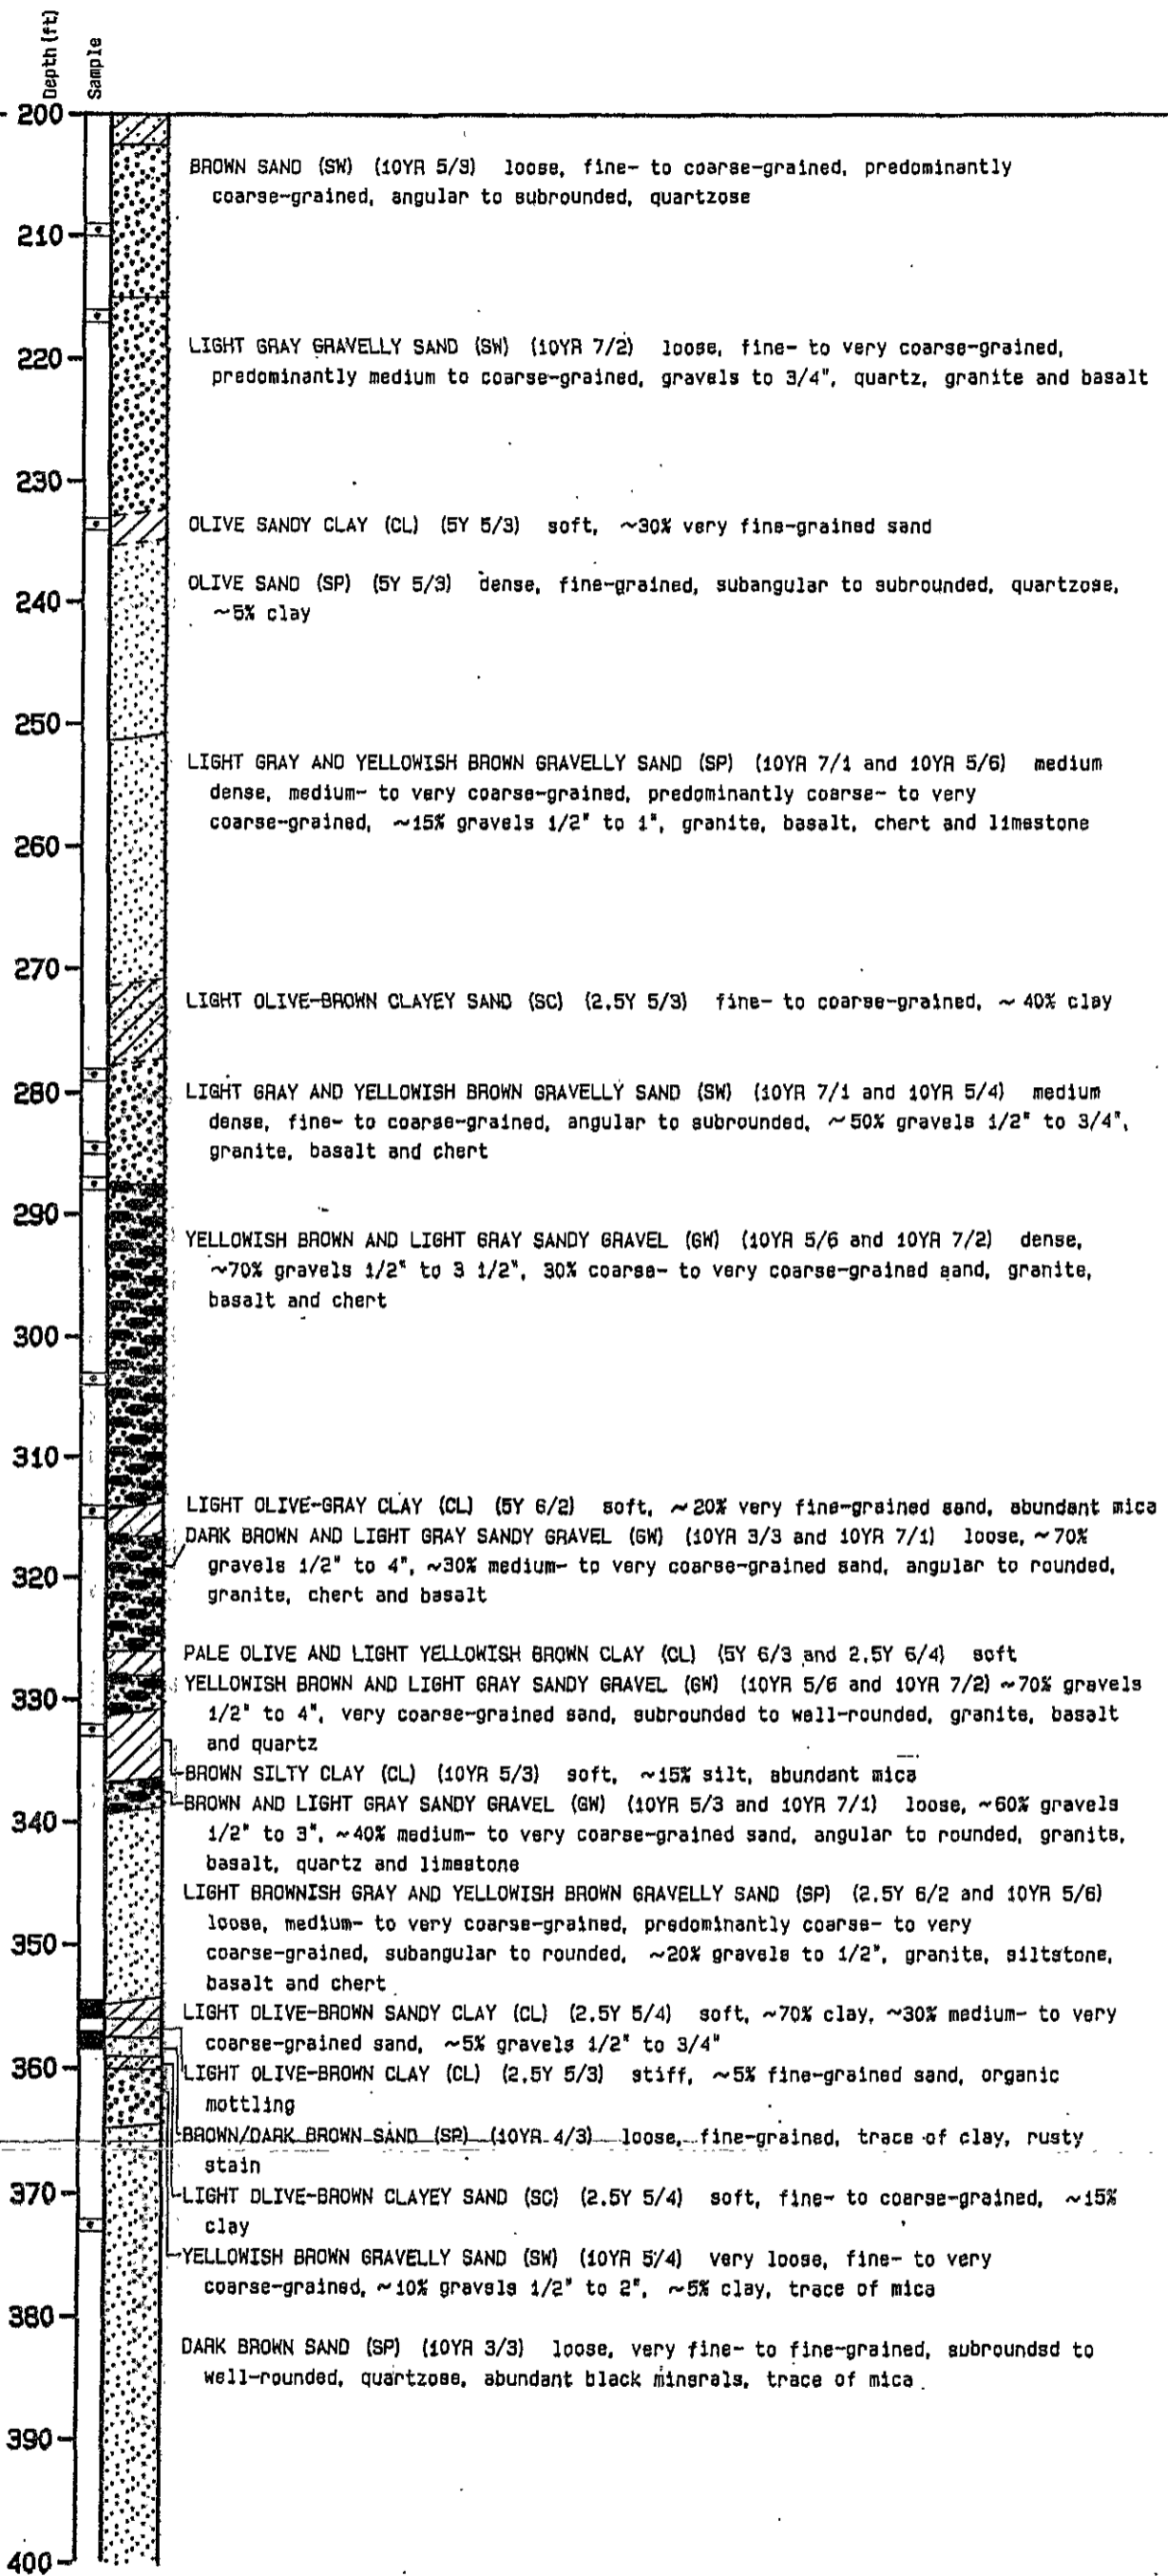 Depth (ft)
Sample
200
BROWN SAND (SW) (10YR 5/3) loose, fine- to coarse-grained, predominantly
coarse-grained, angular to subrounded, quartzose
210
LIGHT GRAY GRAVELLY SAND (SW) (10YR 7/2) loose, fine- to very coarse-grained,
220
predominantly medium to coarse-grained, gravels to 3/4", quartz, granite and basalt
230
OLIVE SANDY CLAY (CL) (5Y 5/3) soft, ~30% very fine-grained sand
OLIVE SAND (SP) (5Y 5/3) dense, fine-grained, subangular to subrounded, quartzose,
240
~5% clay
250
LIGHT GRAY AND YELLOWISH BROWN GRAVELLY SAND (SP) (10YR 7/1 and 10YR 5/6) medium
dense, medium- to very coarse-grained, predominantly coarse- to very
coarse-grained, ~15% gravels 1/2" to 1", granite, basalt, chert and limestone
260
270
LIGHT OLIVE-BROWN CLAYEY SAND (SC) (2.5Y 5/3) fine- to coarse-grained, ~ 40% clay
280
LIGHT GRAY AND YELLOWISH BROWN GRAVELLY SAND (SW) (10YR 7/1 and 10YR 5/4) medium
dense, fine- to coarse-grained, angular to subrounded, ~50% gravels 1/2" to 3/4",
granite, basalt and chert
290
YELLOWISH BROWN AND LIGHT GRAY SANDY GRAVEL (GW) (10YR 5/6 and 10YR 7/2) dense,
~70% gravels 1/2" to 3 1/2", 30% coarse- to very coarse-grained sand, granite,
basalt and chert
300
310
LIGHT OLIVE-GRAY CLAY (CL) (5Y 6/2) soft, ~ 20% very fine-grained sand, abundant mica
DARK BROWN AND LIGHT GRAY SANDY GRAVEL (GW) (10YR 3/3 and 10YR 7/1) loose, ~ 70%
gravels 1/2" to 4", ~30% medium- to very coarse-grained sand, angular to rounded,
320
granite, chert and basalt
PALE OLIVE AND LIGHT YELLOWISH BROWN CLAY (CL) (5Y 6/3 and 2.5Y 6/4) soft
YELLOWISH BROWN AND LIGHT GRAY SANDY GRAVEL (GW) (10YR 5/6 and 10YR 7/2) ~70% gravels
330
1/2" to 4", very coarse-grained sand, subrounded to well-rounded, granite, basalt
and quartz
BROWN SILTY CLAY (CL) (10YR 5/3) soft, ~15% silt, abundant mica
BROWN AND LIGHT GRAY SANDY GRAVEL (GW) (10YR 5/3 and 10YR 7/1) loose, ~60% gravels
340
1/2" to 3", ~40% medium- to very coarse-grained sand, angular to rounded, granite,
basalt, quartz and limestone
LIGHT BROWNISH GRAY AND YELLOWISH BROWN GRAVELLY SAND (SP) (2.5Y 6/2 and 10YR 5/6)
loose, medium- to very coarse-grained, predominantly coarse- to very
350
coarse-grained, subangular to rounded, ~20% gravels to 1/2", granite, siltstone,
basalt and chert
LIGHT OLIVE-BROWN SANDY CLAY (CL) (2.5Y 5/4) soft, ~70% clay, ~30% medium- to very
coarse-grained sand, ~5% gravels 1/2" to 3/4"
360
LIGHT OLIVE-BROWN CLAY (CL) (2.5Y 5/3) stiff, ~5% fine-grained sand, organic
mottling
BROWN/DARK BROWN SAND (SP) (10YR 4/3) loose, fine-grained, trace of clay, rusty
stain
370
LIGHT OLIVE-BROWN CLAYEY SAND (SC) (2.5Y 5/4) soft, fine- to coarse-grained, ~15%
clay
YELLOWISH BROWN GRAVELLY SAND (SW) (10YR 5/4) very loose, fine- to very
coarse-grained, ~10% gravels 1/2" to 2", ~5% clay, trace of mica
380
DARK BROWN SAND (SP) (10YR 3/3) loose, very fine- to fine-grained, subrounded to
well-rounded, quartzose, abundant black minerals, trace of mica
390
400